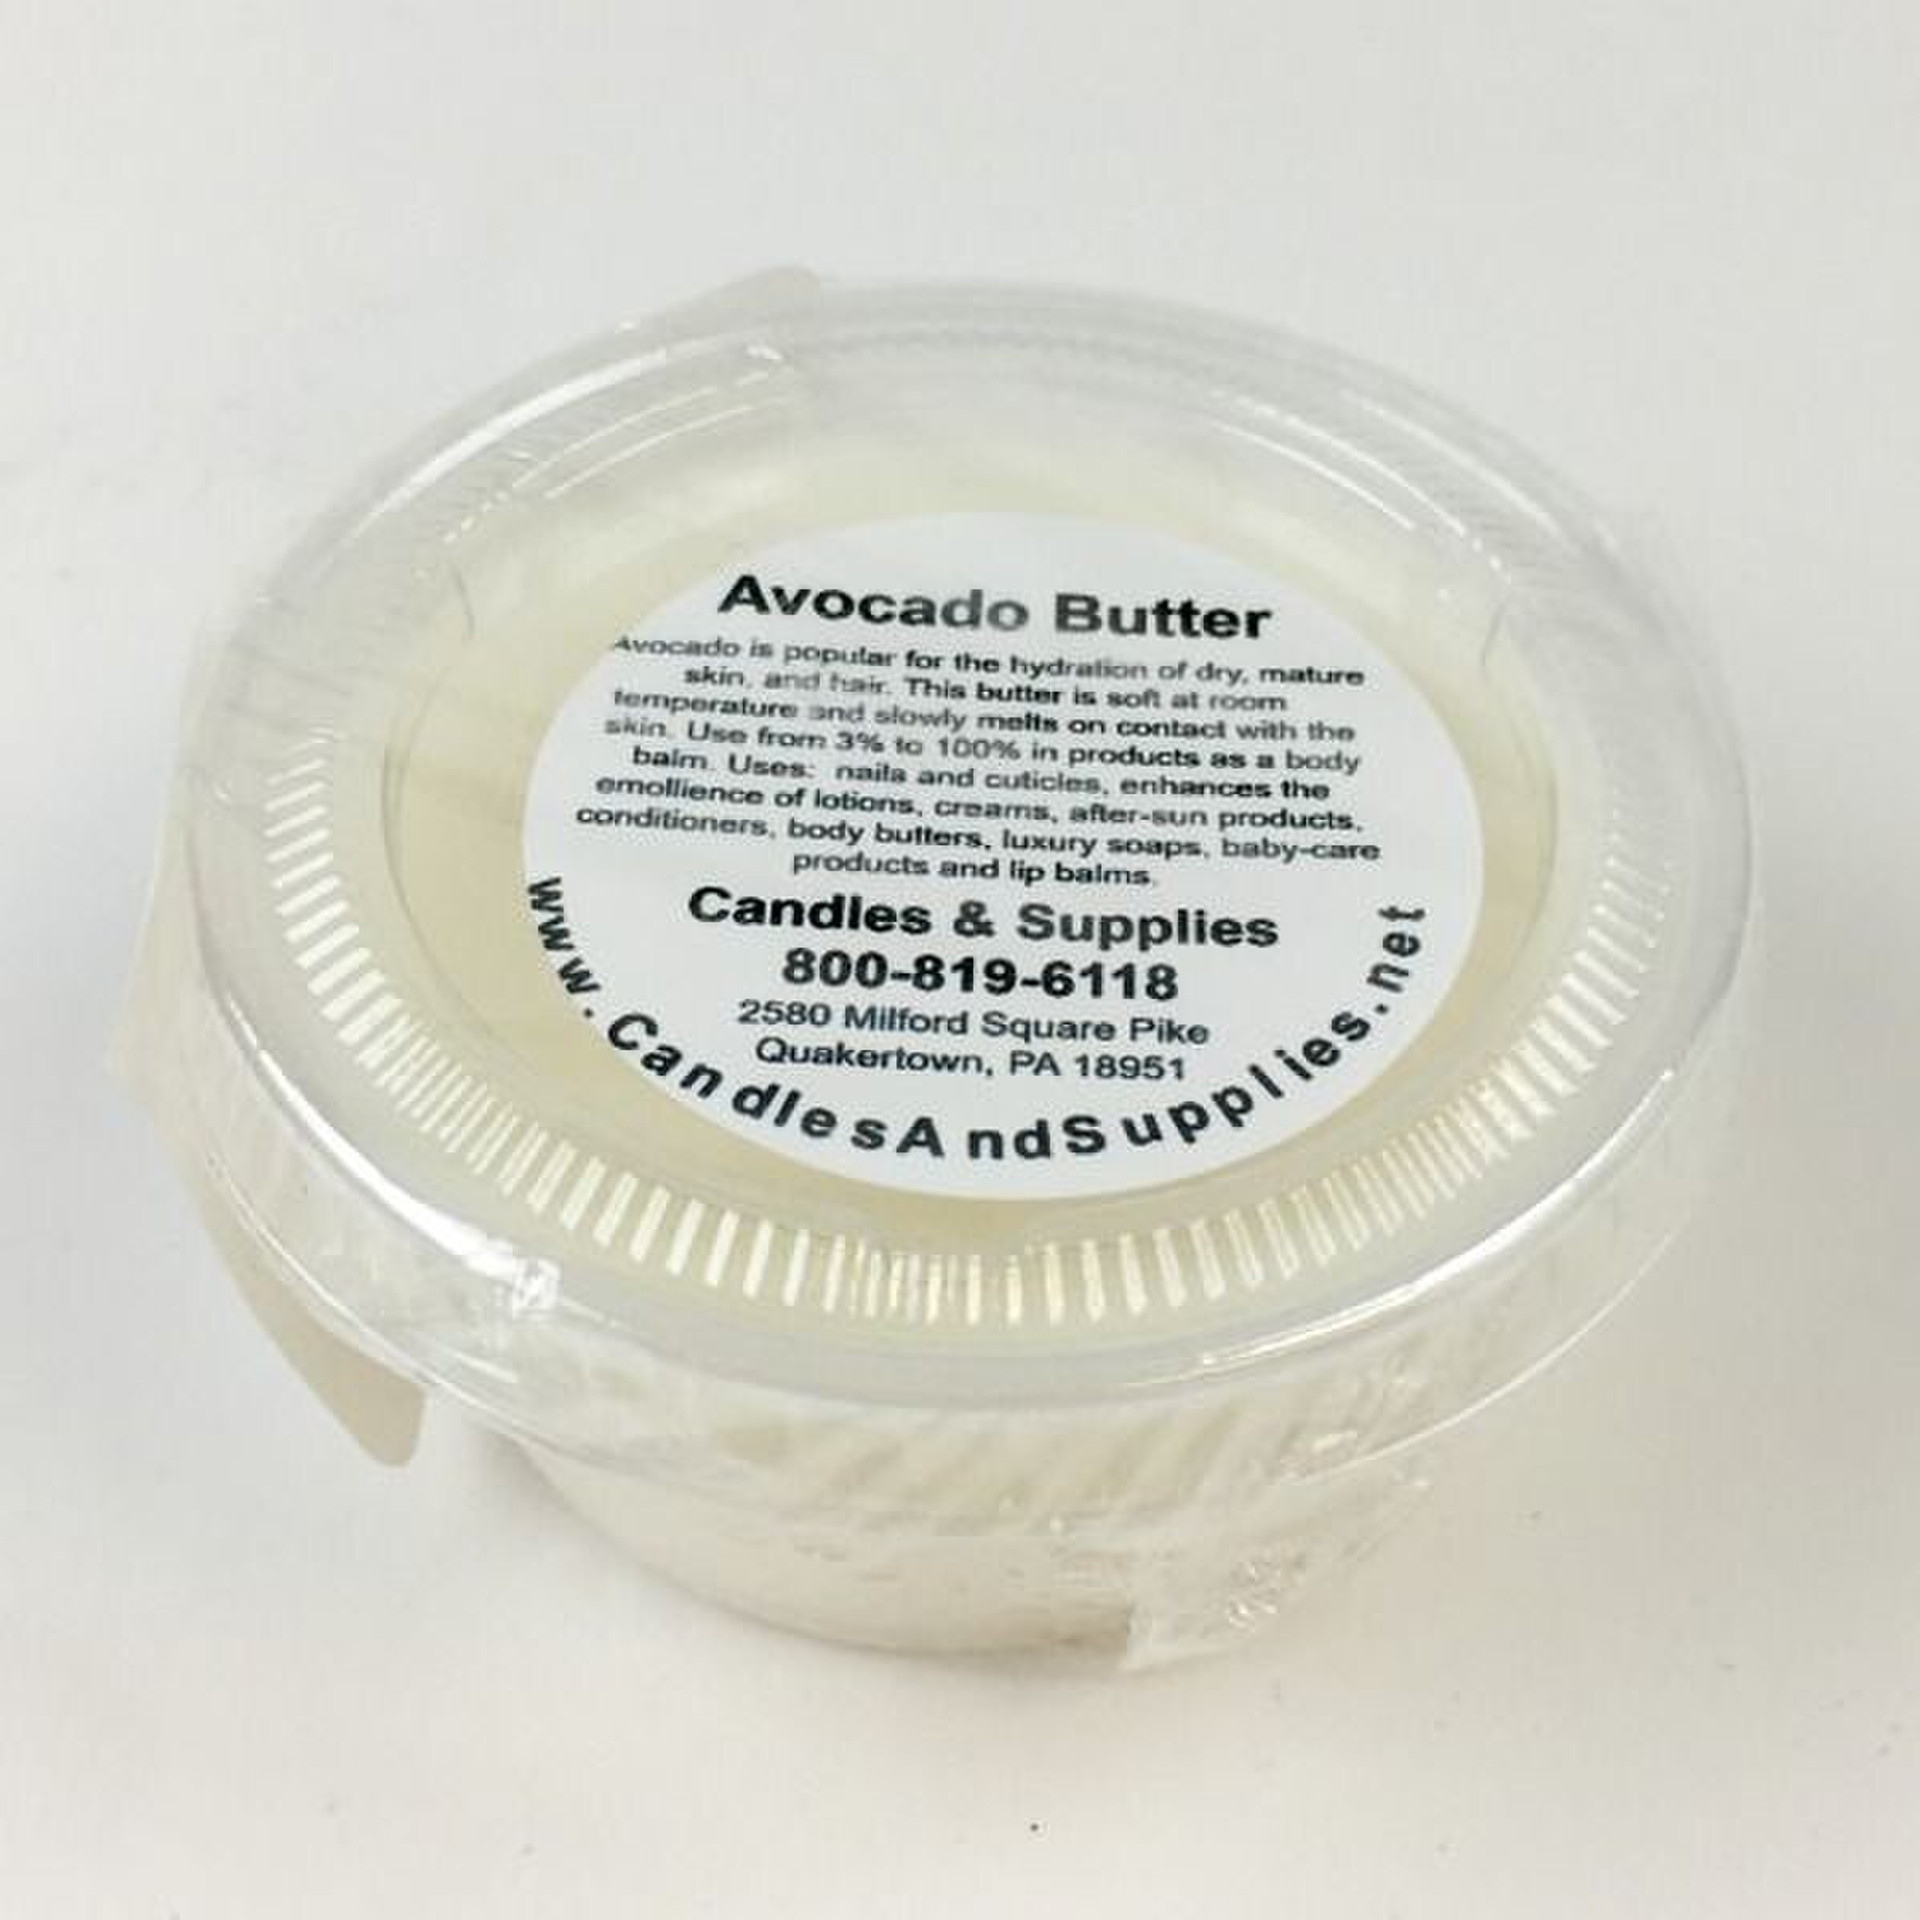 Avocado Butter
Avocado is popular for the hydration of dry, mature
skin, and hair. This butter is soft at room
temperature and slowly melts on contact with the
skin. Use from 3% to 100% in products as a body
balm. Uses: nails and cuticles, enhances the
emollience of lotions, creams, after-sun products,
conditioners, body butters, luxury soaps, baby-care
products and lip balms.
Candles & Supplies
800-819-6118
2580 Milford Square Pike
Quakertown, PA 18951
www.CandlesAndSupplies.net